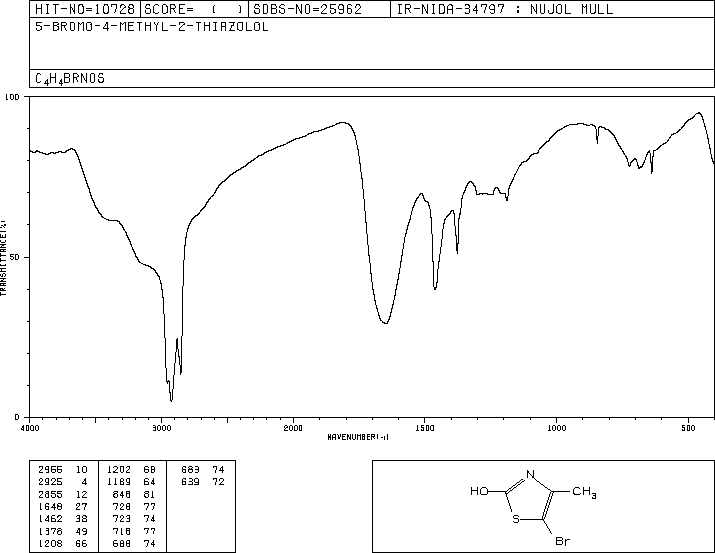 HIT-NO=10728 SCORE= ( ) SDBS-NO=25962 IR-NIDA-34797 : NUJOL MULL
5-BROMO-4-METHYL-2-THIAZOLOL
C4H4BRNOS
100
TRANSMITTANCE(%)
50
0
4000 3000 2000 1500 1000 500
WAVENUMBER(-1)
2955 10 1202 68 683 74
2925 4 1189 64 639 72
2855 12 848 81
1648 27 728 77
1462 38 723 74
1378 49 718 77
1208 66 688 74
N
HO CH3
S
Br